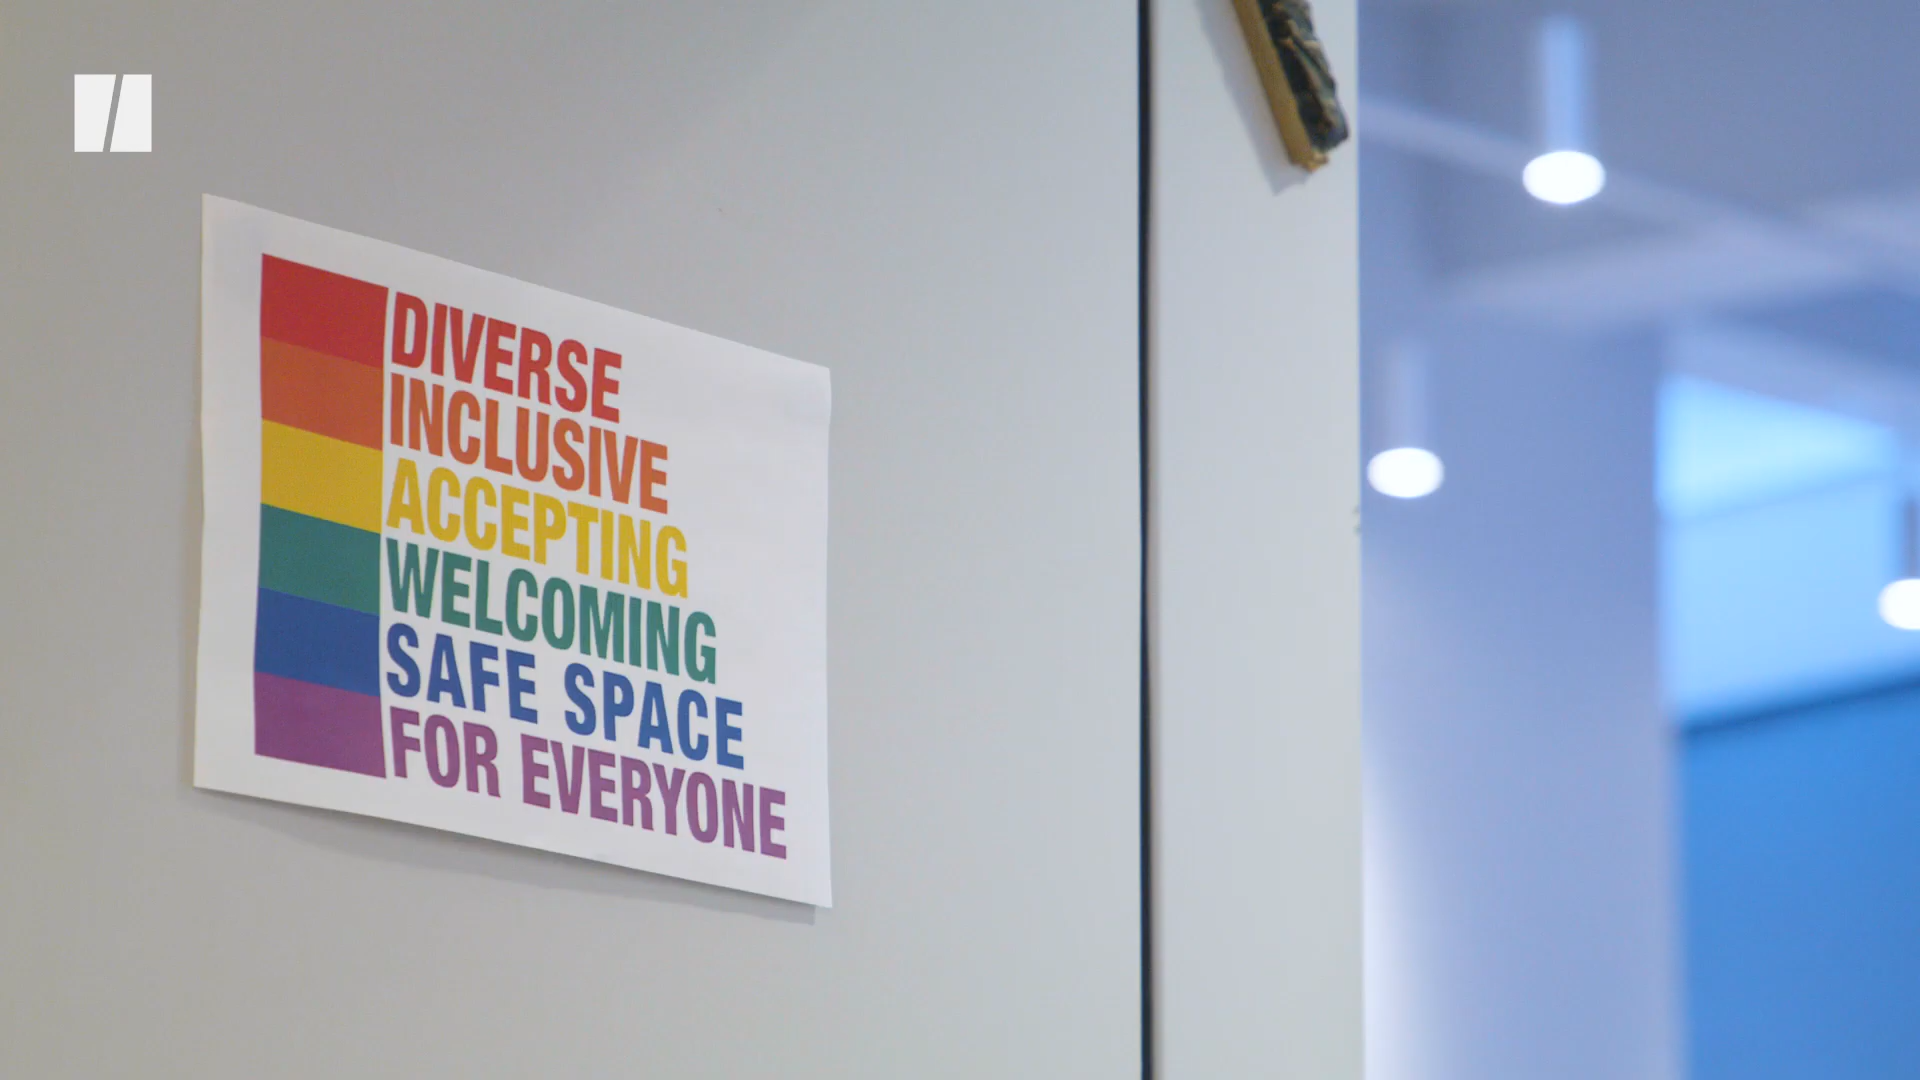 DIVERSE
INCLUSIVE
ACCEPTING
WELCOMING
SAFE SPACE
FOR EVERYONE